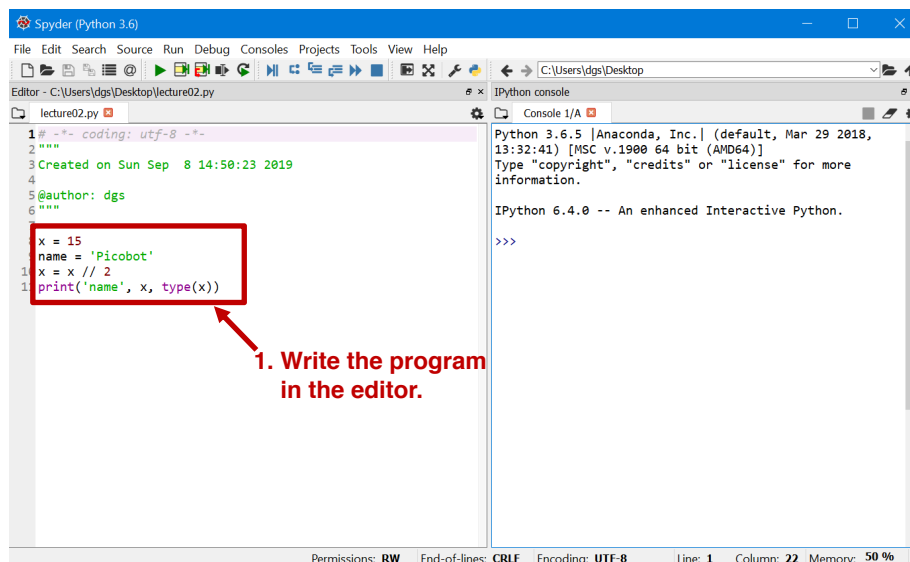 Spyder (Python 3.6)
File Edit Search Source Run Debug Consoles Projects Tools View Help
C:\Users\dgs\Desktop
Editor - C:\Users\dgs\Desktop\lecture02.py
IPython console
lecture02.py
Console 1/A
1 # -*- coding: utf-8 -*-
2 """
3 Created on Sun Sep  8 14:50:23 2019
4
5 @author: dgs
6 """
x = 15
name = 'Picobot'
x = x // 2
print('name', x, type(x))
1. Write the program
in the editor.
Python 3.6.5 |Anaconda, Inc.| (default, Mar 29 2018,
13:32:41) [MSC v.1900 64 bit (AMD64)]
Type "copyright", "credits" or "license" for more
information.
IPython 6.4.0 -- An enhanced Interactive Python.
>>>
Permissions: RW End-of-lines: CRLF Encoding: UTF-8 Line: 1 Column: 22 Memory: 50 %